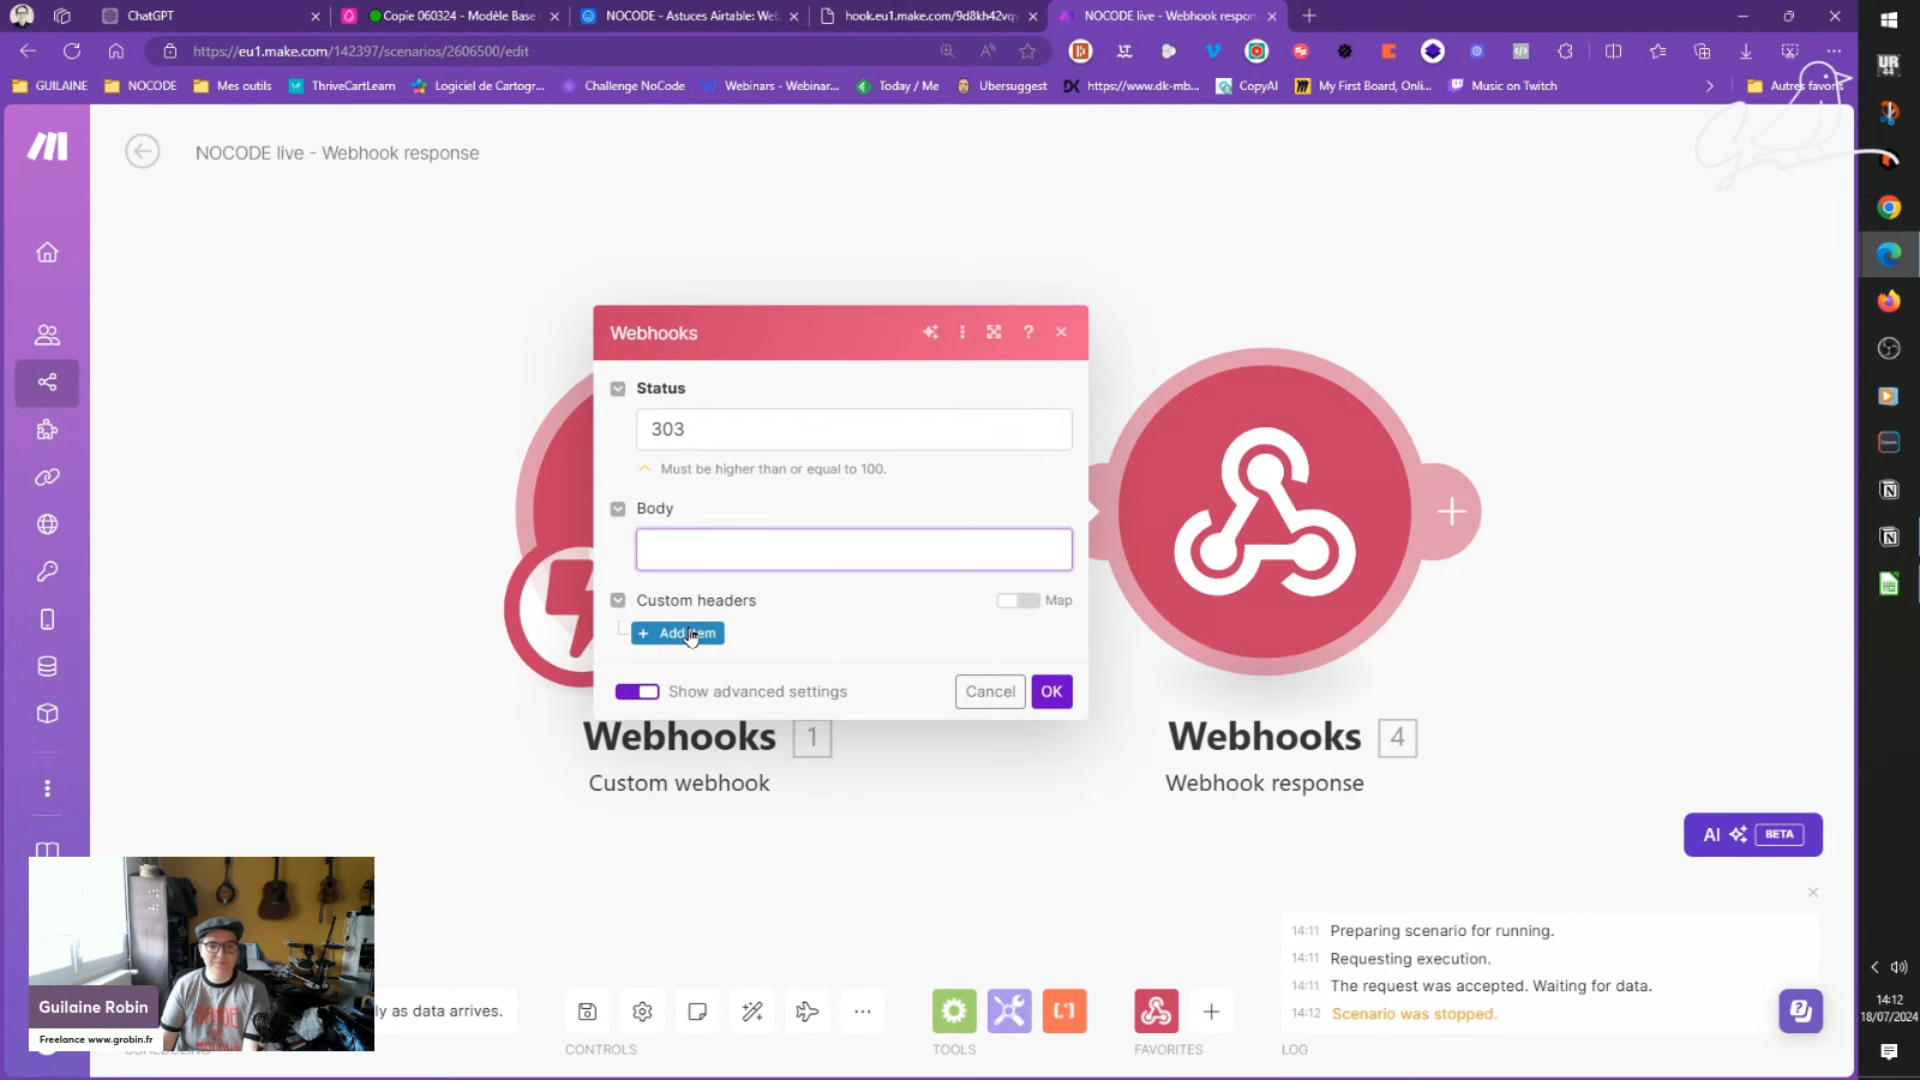 ChatGPT
Copie 060324 - Modèle Base
NOCODE - Astuces Airtable: We
hook.eu1.make.com/9d8kh42vqv
NOCODE live - Webhook respon
https://eu1.make.com/142397/scenarios/2606500/edit
GUILAINE
NOCODE
Mes outils
ThriveCartLearn
Logiciel de Cartogr...
Challenge NoCode
Webinars - Webinar...
Today / Me
Ubersuggest
https://www.dk-mb...
CopyAI
My First Board, Onli...
Music on Twitch
Autres favoris
UR
44
NOCODE live - Webhook response
Webhooks
Status
303
Must be higher than or equal to 100.
Body
Custom headers
Map
+ Add item
Show advanced settings
Cancel
OK
Webhooks 1
Custom webhook
Webhooks 4
Webhook response
AI BETA
14:11 Preparing scenario for running.
14:11 Requesting execution.
14:11 The request was accepted. Waiting for data.
14:12 Scenario was stopped.
ly as data arrives.
Guilaine Robin
Freelance www.grobin.fr
SCHEDULING
CONTROLS
TOOLS
FAVORITES
LOG
14:12
18/07/2024